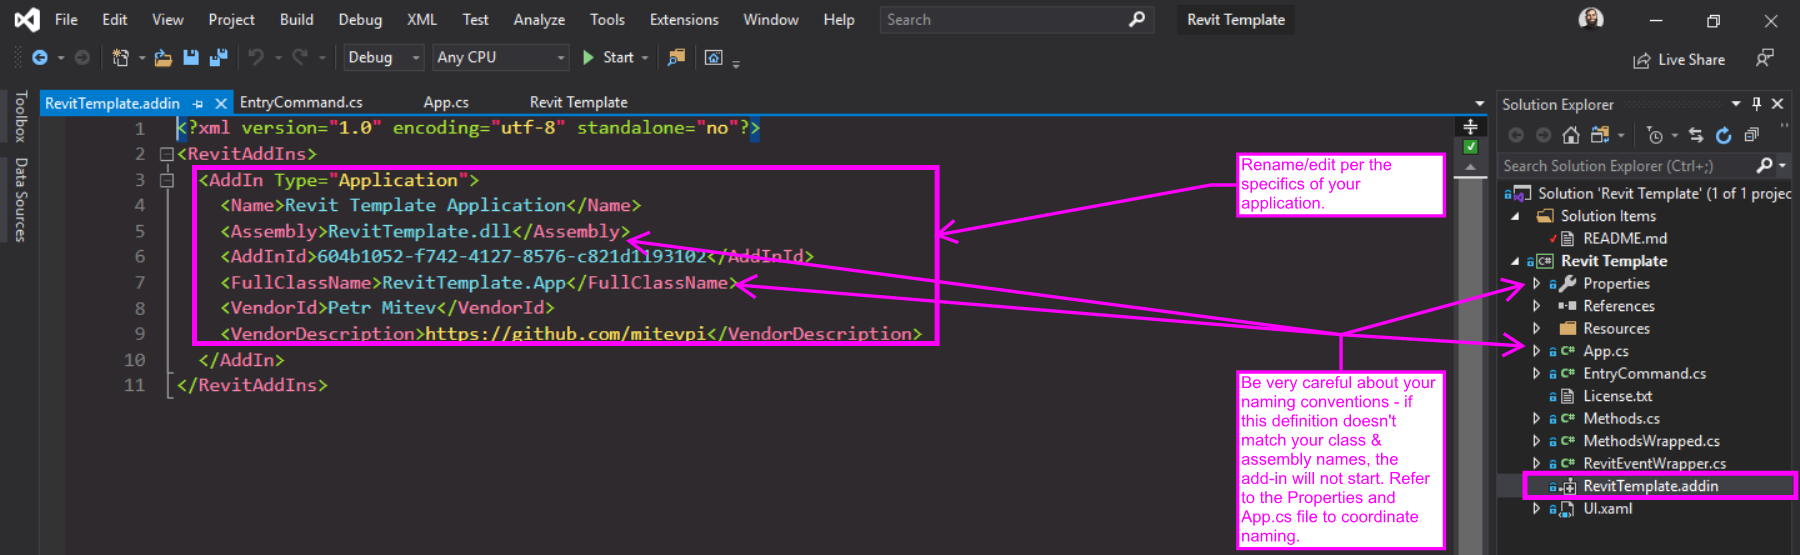 File Edit View Project Build Debug XML Test Analyze Tools Extensions Window Help Search Revit Template
Debug Any CPU Start Live Share
Toolbox
Data Sources
RevitTemplate.addin EntryCommand.cs App.cs Revit Template
1 <?xml version="1.0" encoding="utf-8" standalone="no"?>
2 <RevitAddIns>
3 <AddIn Type="Application">
4 <Name>Revit Template Application</Name>
5 <Assembly>RevitTemplate.dll</Assembly>
6 <AddInId>604b1052-f742-4127-8576-c821d1193102</AddInId>
7 <FullClassName>RevitTemplate.App</FullClassName>
8 <VendorId>Petr Mitev</VendorId>
9 <VendorDescription>https://github.com/mitevpi</VendorDescription>
10 </AddIn>
11 </RevitAddIns>
Rename/edit per the
specifics of your
application.
Be very careful about your
naming conventions - if
this definition doesn't
match your class &
assembly names, the
add-in will not start. Refer
to the Properties and
App.cs file to coordinate
naming.
Solution Explorer
Search Solution Explorer (Ctrl+;)
Solution 'Revit Template' (1 of 1 projec
Solution Items
README.md
C# Revit Template
Properties
References
Resources
C# App.cs
C# EntryCommand.cs
License.txt
C# Methods.cs
C# MethodsWrapped.cs
C# RevitEventWrapper.cs
RevitTemplate.addin
UI.xaml